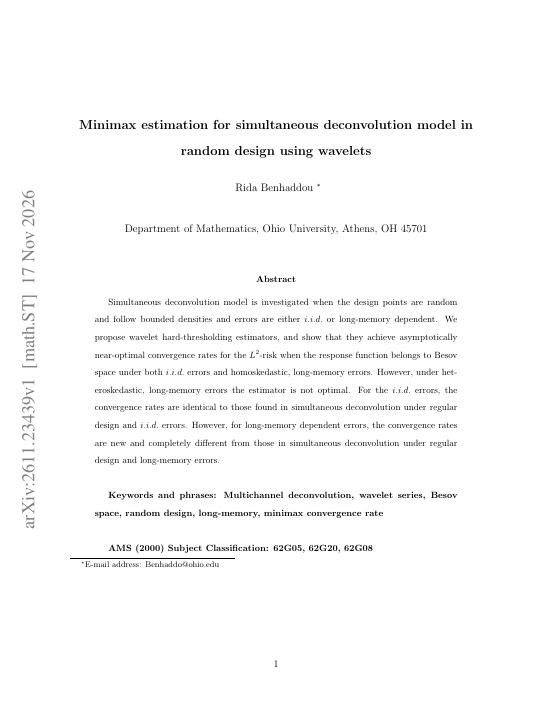 Minimax estimation for simultaneous deconvolution model in
random design using wavelets
Rida Benhaddou *
Department of Mathematics, Ohio University, Athens, OH 45701
Abstract
Simultaneous deconvolution model is investigated when the design points are random
and follow bounded densities and errors are either i.i.d. or long-memory dependent. We
propose wavelet hard-thresholding estimators, and show that they achieve asymptotically
near-optimal convergence rates for the L²-risk when the response function belongs to Besov
space under both i.i.d. errors and homoskedastic, long-memory errors. However, under het-
eroskedastic, long-memory errors the estimator is not optimal. For the i.i.d. errors, the
convergence rates are identical to those found in simultaneous deconvolution under regular
design and i.i.d. errors. However, for long-memory dependent errors, the convergence rates
are new and completely different from those in simultaneous deconvolution under regular
design and long-memory errors.
Keywords and phrases: Multichannel deconvolution, wavelet series, Besov
space, random design, long-memory, minimax convergence rate
AMS (2000) Subject Classification: 62G05, 62G20, 62G08
*E-mail address: Benhaddo@ohio.edu
1
arXiv:2611.23439v1 [math.ST] 17 Nov 2026